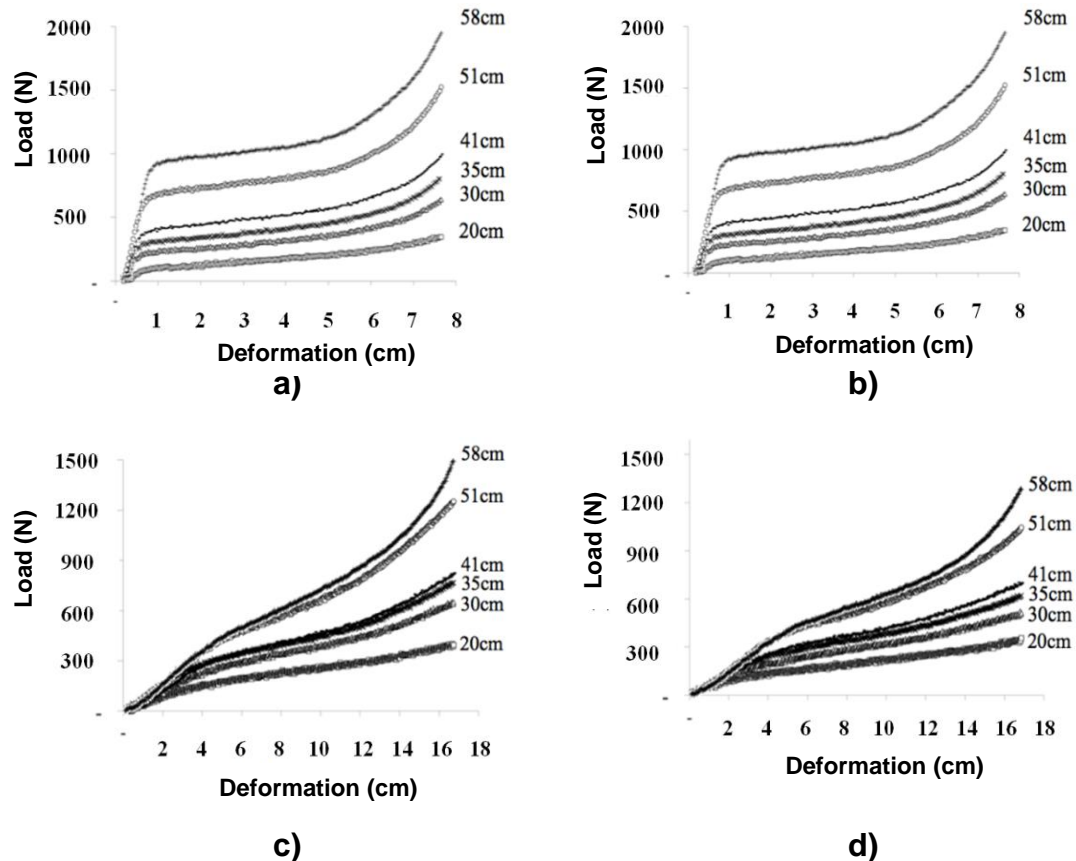 2000
1500
1000
500
-
-
Load (N)
58cm
51cm
41cm
35cm
30cm
20cm
1 2 3 4 5 6 7 8
Deformation (cm)
a)
2000
1500
1000
500
-
-
Load (N)
58cm
51cm
41cm
35cm
30cm
20cm
1 2 3 4 5 6 7 8
Deformation (cm)
b)
1500
1200
900
600
300
-
-
Load (N)
58cm
51cm
41cm
35cm
30cm
20cm
2 4 6 8 10 12 14 16 18
Deformation (cm)
c)
1500
1200
900
600
300
-
-
Load (N)
58cm
51cm
41cm
35cm
30cm
20cm
2 4 6 8 10 12 14 16 18
Deformation (cm)
d)